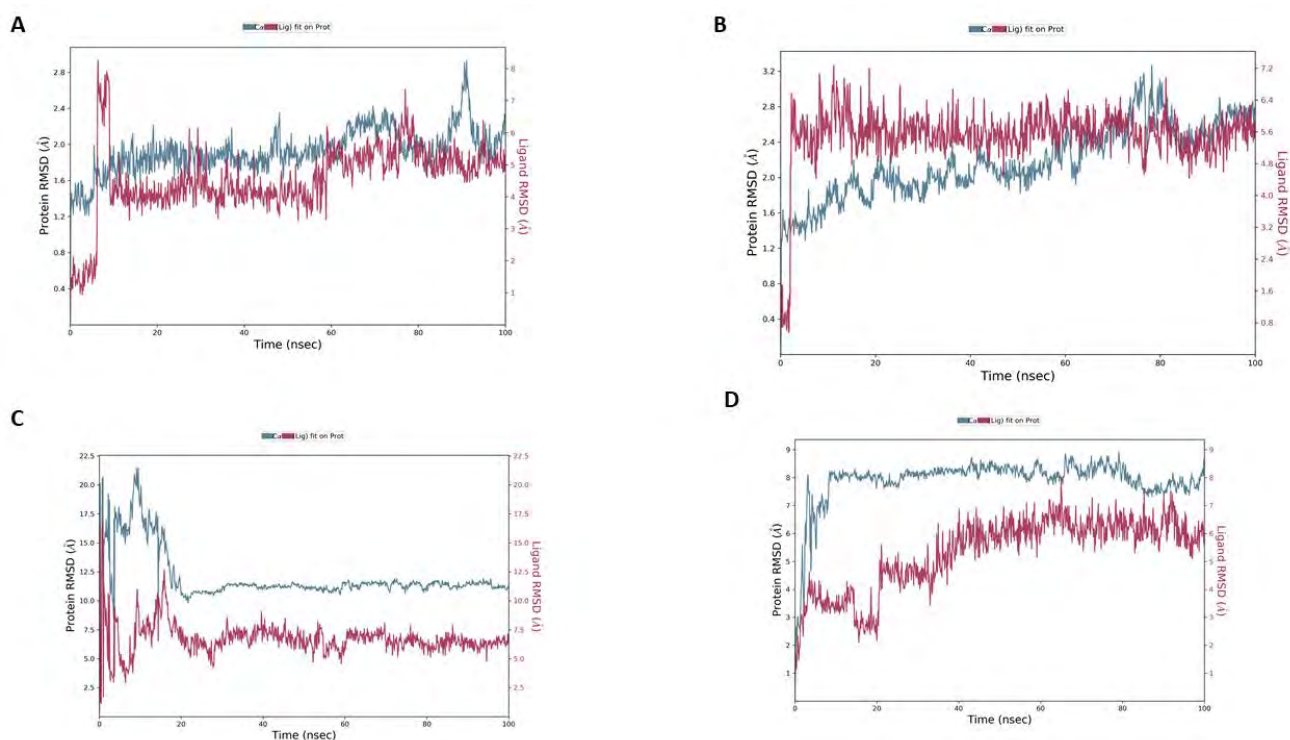 A
Cα (Lig) fit on Prot
Protein RMSD (Å)
2.8
2.4
2.0
1.6
1.2
0.8
0.4
8
7
6
5
4
3
2
1
Ligand RMSD (Å)
0 20 40 60 80 100
Time (nsec)
B
Cα (Lig) fit on Prot
Protein RMSD (Å)
3.2
2.8
2.4
2.0
1.6
1.2
0.8
0.4
7.2
6.4
5.6
4.8
4.0
3.2
2.4
1.6
0.8
Ligand RMSD (Å)
0 20 40 60 80 100
Time (nsec)
C
Cα (Lig) fit on Prot
Protein RMSD (Å)
22.5
20.0
17.5
15.0
12.5
10.0
7.5
5.0
2.5
22.5
20.0
17.5
15.0
12.5
10.0
7.5
5.0
2.5
Ligand RMSD (Å)
0 20 40 60 80 100
Time (nsec)
D
Cα (Lig) fit on Prot
Protein RMSD (Å)
9
8
7
6
5
4
3
2
1
9
8
7
6
5
4
3
2
1
Ligand RMSD (Å)
0 20 40 60 80 100
Time (nsec)